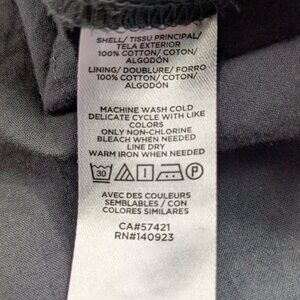 SHELL/ TISSU PRINCIPAL/
TELA EXTERIOR
100% COTTON/ COTON/
ALGODÓN
LINING/ DOUBLURE/ FORRO
100% COTTON/ COTON/
ALGODÓN
MACHINE WASH COLD
DELICATE CYCLE WITH LIKE
COLORS
ONLY NON-CHLORINE
BLEACH WHEN NEEDED
LINE DRY
WARM IRON WHEN NEEDED
30 P
AVEC DES COULEURS
SEMBLABLES / CON
COLORES SIMILARES
CA#57421
RN#140923